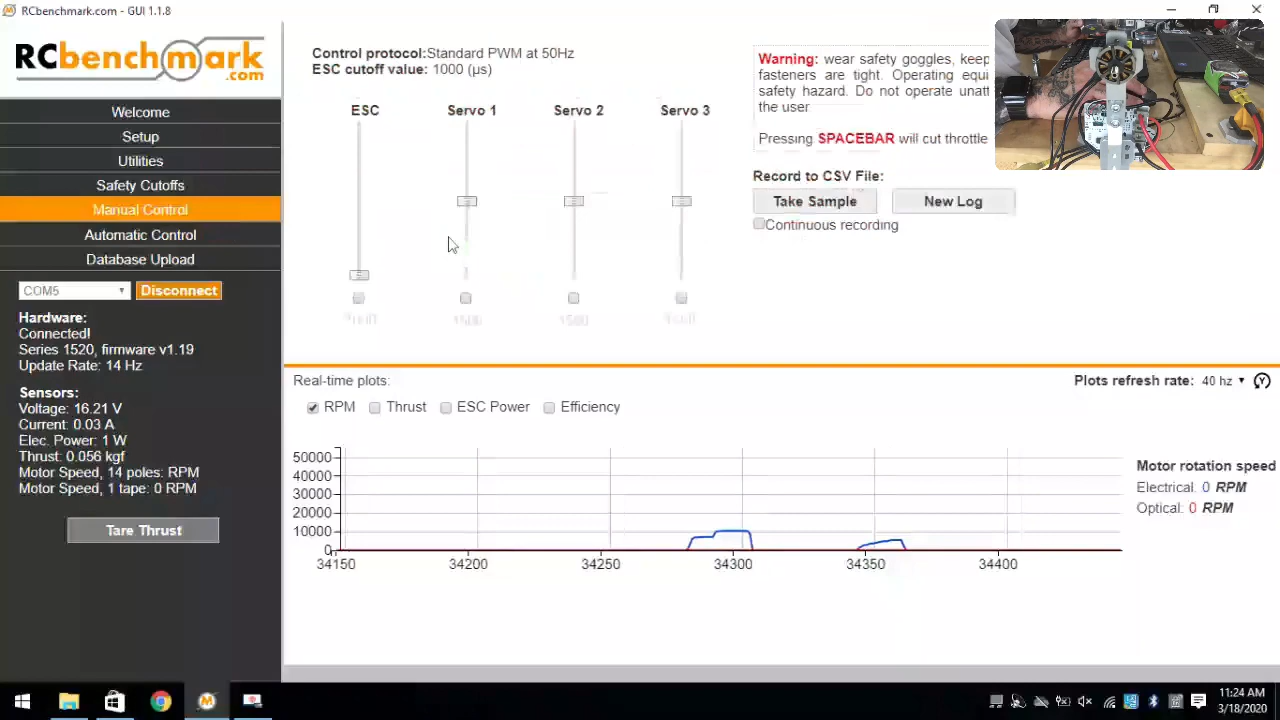 RCbenchmark.com - GUI 1.1.8
RCbenchmark
.com
Welcome
Setup
Utilities
Safety Cutoffs
Manual Control
Automatic Control
Database Upload
COM5
Disconnect
Hardware:
Connected!
Series 1520, firmware v1.19
Update Rate: 14 Hz
Sensors:
Voltage: 16.21 V
Current: 0.03 A
Elec. Power: 1 W
Thrust: 0.056 kgf
Motor Speed, 14 poles: RPM
Motor Speed, 1 tape: 0 RPM
Tare Thrust
Control protocol:Standard PWM at 50Hz
ESC cutoff value: 1000 (µs)
ESC Servo 1 Servo 2 Servo 3
1500 1500
Warning: wear safety goggles, keep
fasteners are tight. Operating equi
safety hazard. Do not operate unatt
the user
Pressing SPACEBAR will cut throttle
Record to CSV File:
Take Sample New Log
Continuous recording
Real-time plots:
Plots refresh rate: 40 hz
RPM Thrust ESC Power Efficiency
50000
40000
30000
20000
10000
0
34150 34200 34250 34300 34350 34400
Motor rotation speed
Electrical: 0 RPM
Optical: 0 RPM
11:24 AM
3/18/2020